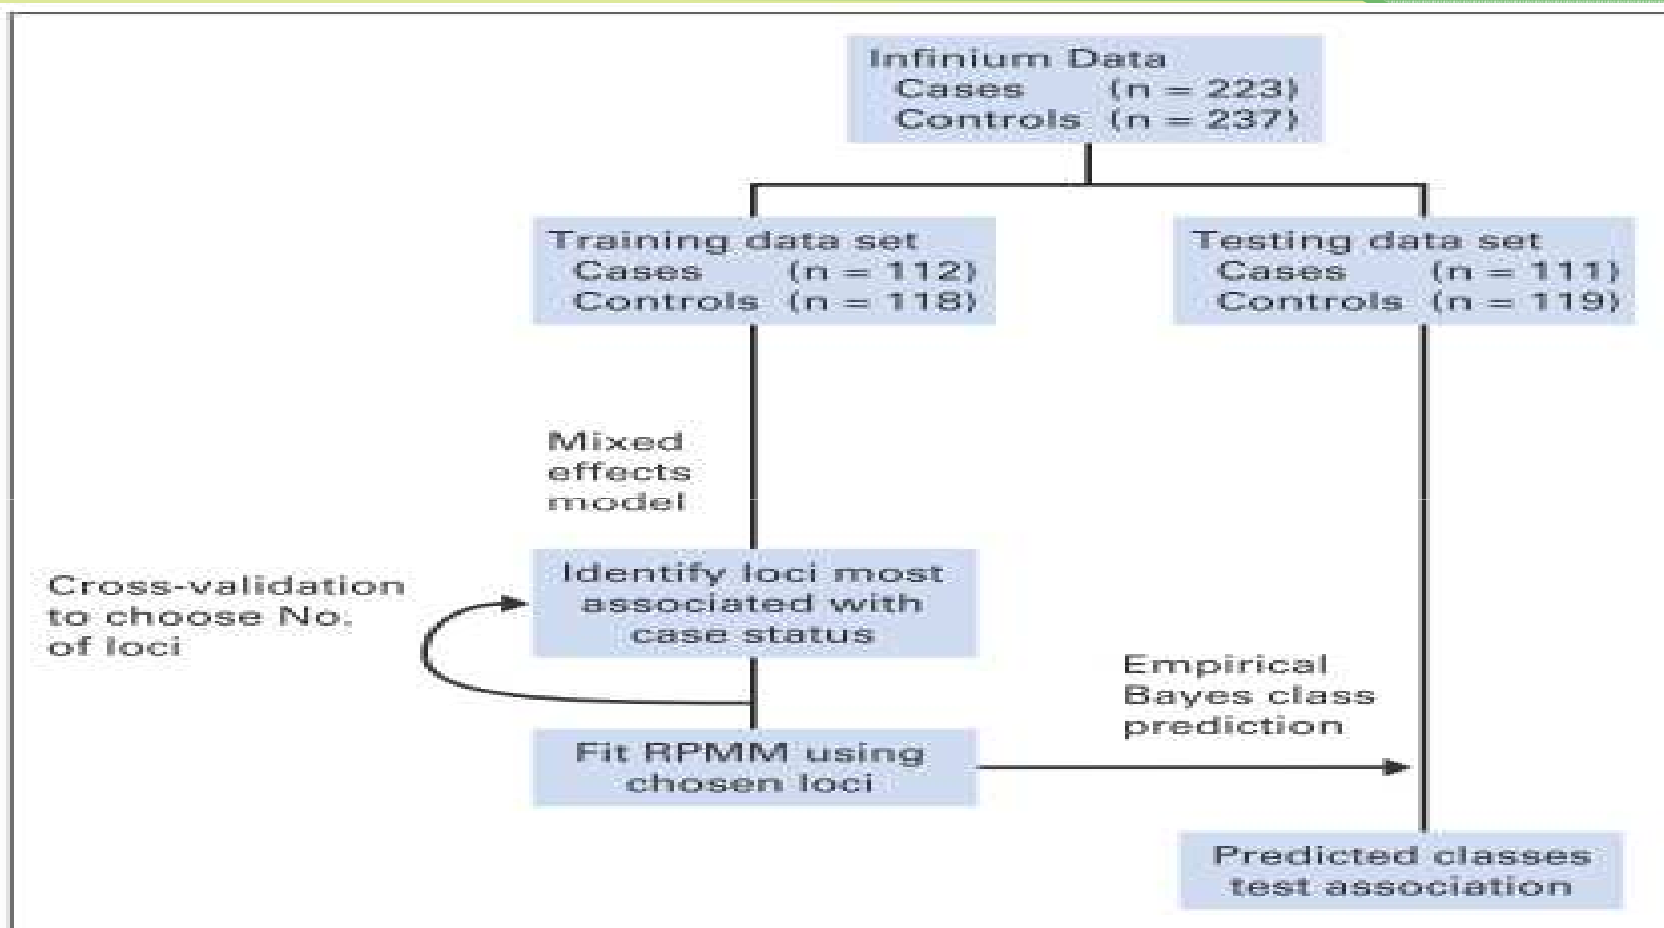 Infinium Data
Cases (n = 223)
Controls (n = 237)
Training data set
Cases (n = 112)
Controls (n = 118)
Testing data set
Cases (n = 111)
Controls (n = 119)
Mixed
effects
model
Cross-validation
to choose No.
of loci
Identify loci most
associated with
case status
Empirical
Bayes class
prediction
Fit RPMM using
chosen loci
Predicted classes
test association